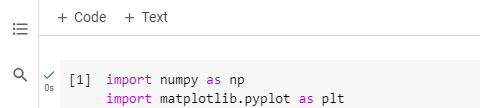 + Code + Text
[1] import numpy as np
0s
import matplotlib.pyplot as plt